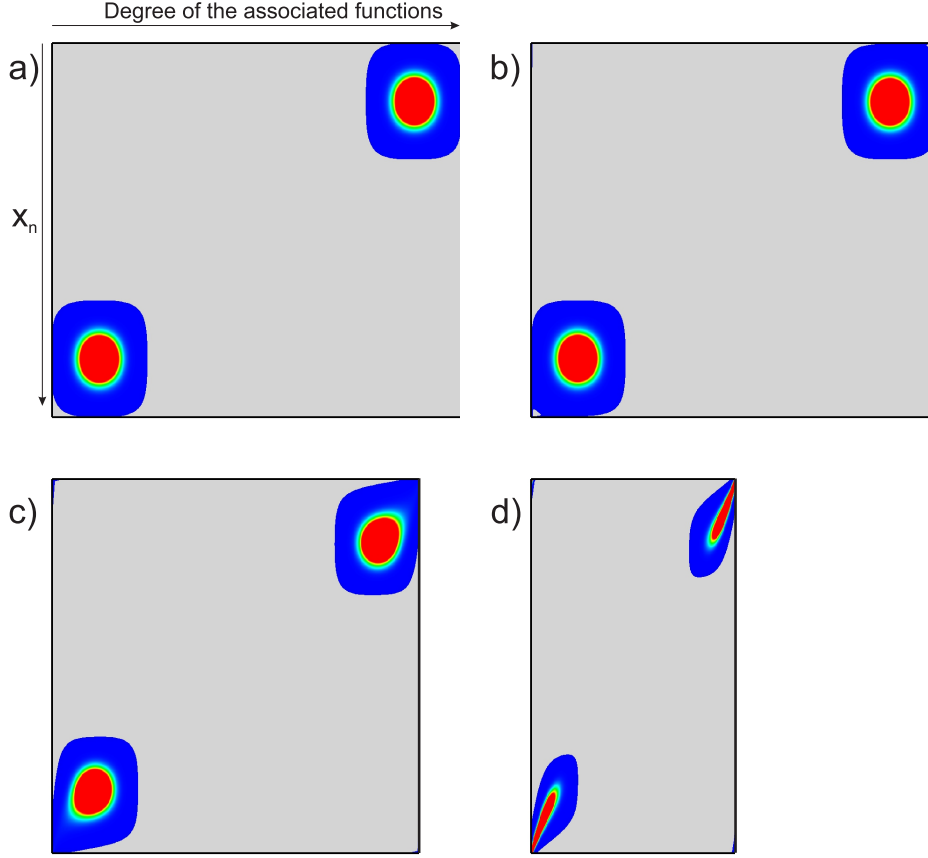 Degree of the associated functions
a)
b)
xn
c)
d)